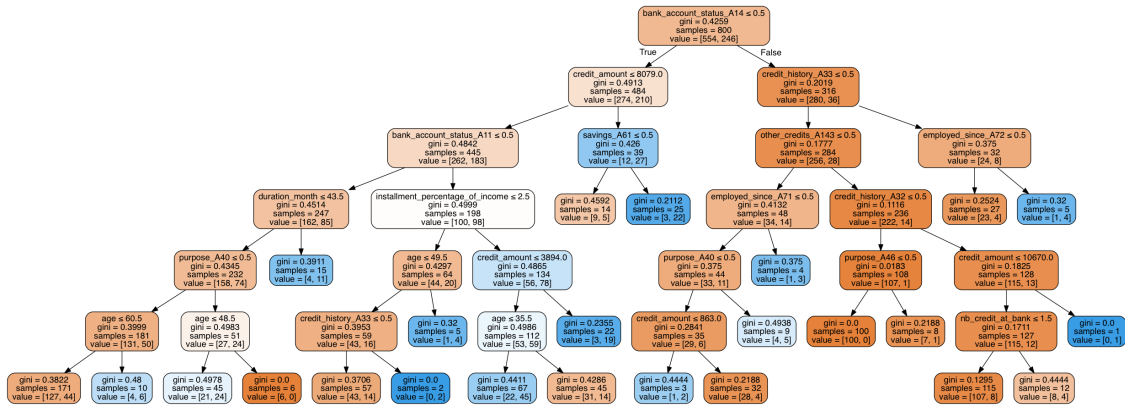 bank_account_status_A14 ≤ 0.5
gini = 0.4259
samples = 800
value = [554, 246]
True
False
credit_amount ≤ 8079.0
gini = 0.4913
samples = 484
value = [274, 210]
credit_history_A33 ≤ 0.5
gini = 0.2019
samples = 316
value = [280, 36]
bank_account_status_A11 ≤ 0.5
gini = 0.4842
samples = 445
value = [262, 183]
savings_A61 ≤ 0.5
gini = 0.426
samples = 39
value = [12, 27]
other_credits_A143 ≤ 0.5
gini = 0.1777
samples = 284
value = [256, 28]
employed_since_A72 ≤ 0.5
gini = 0.375
samples = 32
value = [24, 8]
duration_month ≤ 43.5
gini = 0.4514
samples = 247
value = [162, 85]
installment_percentage_of_income ≤ 2.5
gini = 0.4999
samples = 198
value = [100, 98]
gini = 0.4592
samples = 14
value = [9, 5]
gini = 0.2112
samples = 25
value = [3, 22]
employed_since_A71 ≤ 0.5
gini = 0.4132
samples = 48
value = [34, 14]
credit_history_A32 ≤ 0.5
gini = 0.1116
samples = 236
value = [222, 14]
gini = 0.2524
samples = 27
value = [23, 4]
gini = 0.32
samples = 5
value = [1, 4]
purpose_A40 ≤ 0.5
gini = 0.4345
samples = 232
value = [158, 74]
gini = 0.3911
samples = 15
value = [4, 11]
age ≤ 49.5
gini = 0.4297
samples = 64
value = [44, 20]
credit_amount ≤ 3894.0
gini = 0.4865
samples = 134
value = [56, 78]
purpose_A40 ≤ 0.5
gini = 0.375
samples = 44
value = [33, 11]
gini = 0.375
samples = 4
value = [1, 3]
purpose_A46 ≤ 0.5
gini = 0.0183
samples = 108
value = [107, 1]
credit_amount ≤ 10670.0
gini = 0.1825
samples = 128
value = [115, 13]
age ≤ 60.5
gini = 0.3999
samples = 181
value = [131, 50]
age ≤ 48.5
gini = 0.4983
samples = 51
value = [27, 24]
credit_history_A33 ≤ 0.5
gini = 0.3953
samples = 59
value = [43, 16]
gini = 0.32
samples = 5
value = [1, 4]
age ≤ 35.5
gini = 0.4986
samples = 112
value = [53, 59]
gini = 0.2355
samples = 22
value = [3, 19]
credit_amount ≤ 863.0
gini = 0.2841
samples = 35
value = [29, 6]
gini = 0.4938
samples = 9
value = [4, 5]
gini = 0.0
samples = 100
value = [100, 0]
gini = 0.2188
samples = 8
value = [7, 1]
nb_credit_at_bank ≤ 1.5
gini = 0.1711
samples = 127
value = [115, 12]
gini = 0.0
samples = 1
value = [0, 1]
gini = 0.3822
samples = 171
value = [127, 44]
gini = 0.48
samples = 10
value = [4, 6]
gini = 0.4978
samples = 45
value = [21, 24]
gini = 0.0
samples = 6
value = [6, 0]
gini = 0.3706
samples = 57
value = [43, 14]
gini = 0.0
samples = 2
value = [0, 2]
gini = 0.4411
samples = 67
value = [22, 45]
gini = 0.4286
samples = 45
value = [31, 14]
gini = 0.4444
samples = 3
value = [1, 2]
gini = 0.2188
samples = 32
value = [28, 4]
gini = 0.1295
samples = 115
value = [107, 8]
gini = 0.4444
samples = 12
value = [8, 4]